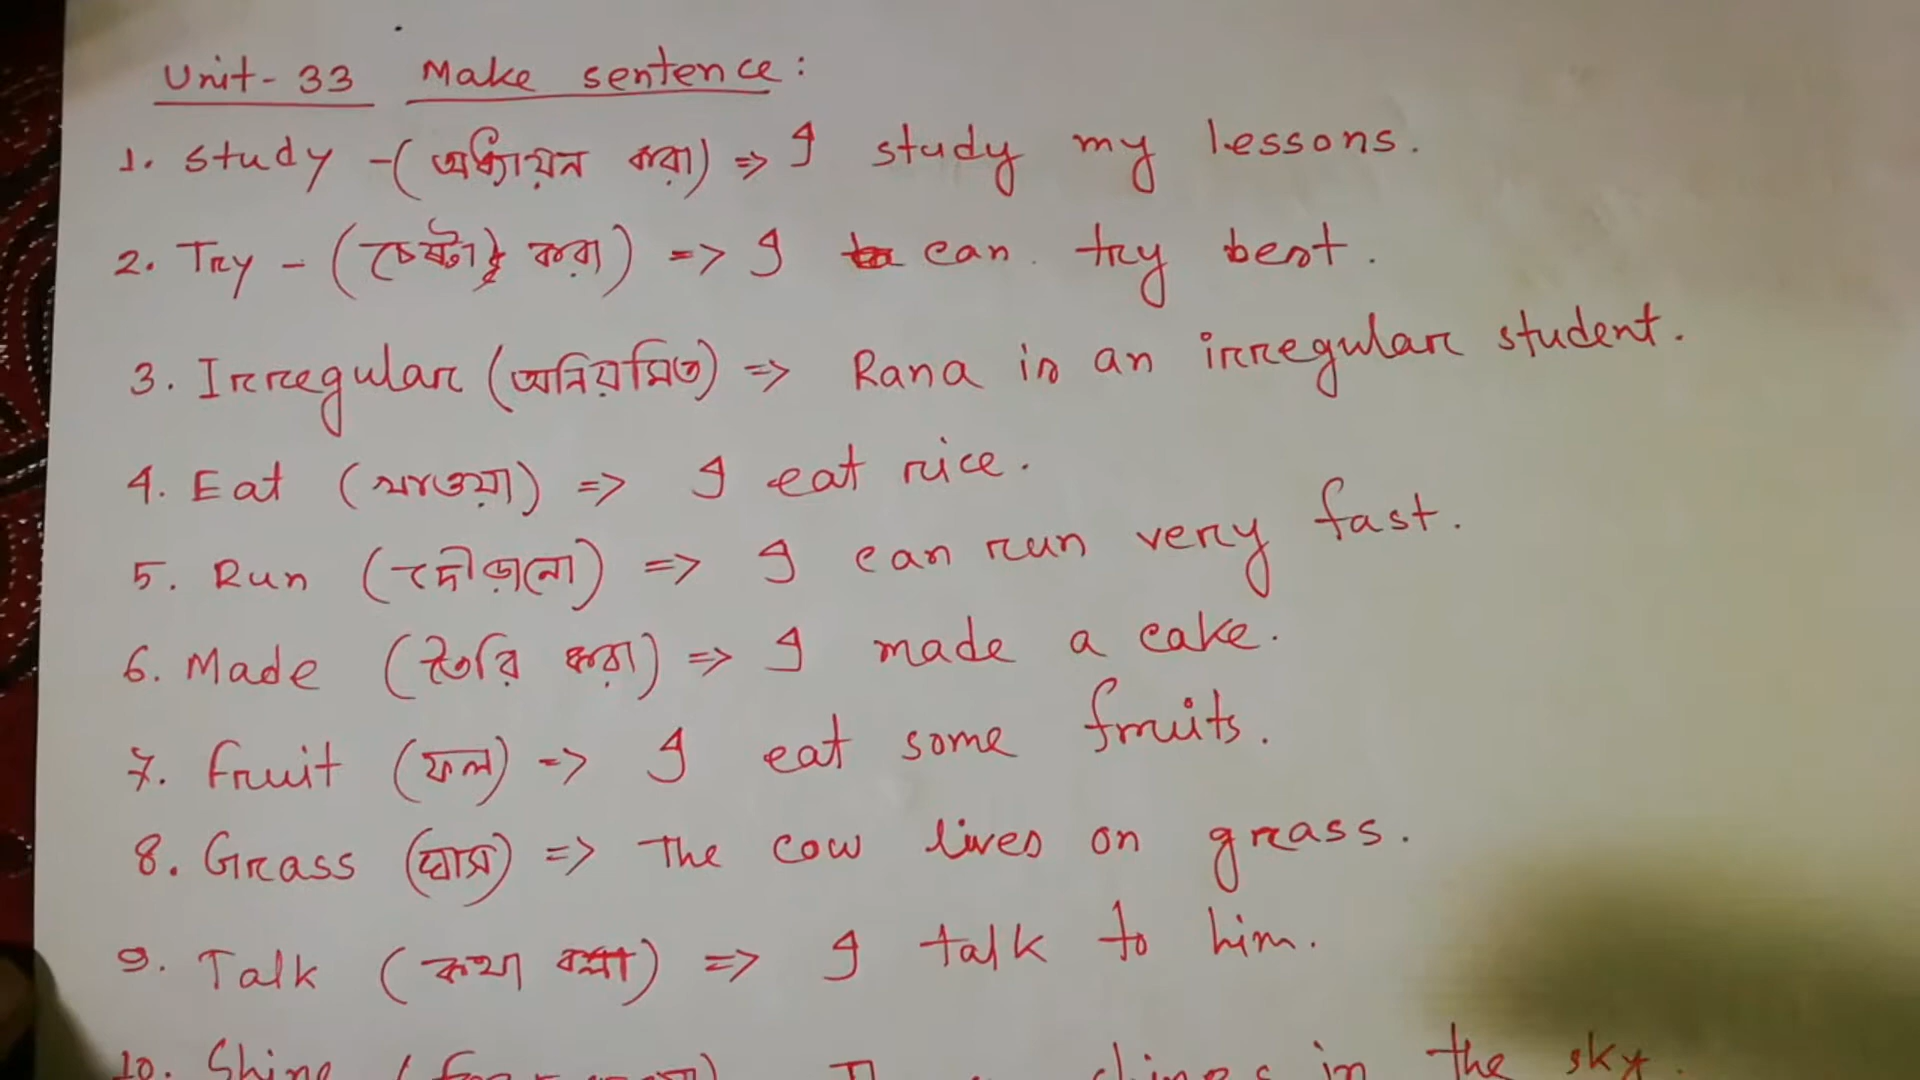 Unit-33 Make sentence:
1. Study -(অধ্যায়ন করা) => I study my lessons.
2. Try - (চেষ্টা করা) => I can try best.
3. Irregular (অনিয়মিত) => Rana is an irregular student.
4. Eat (খাওয়া) => I eat rice.
5. Run (দৌড়ানো) => I can run very fast.
6. Made (তৈরি করা) => I made a cake.
7. Fruit (ফল) => I eat some fruits.
8. Grass (ঘাস) => The cow lives on grass.
9. Talk (কথা বলা) => I talk to him.
10. Shine in the sky.